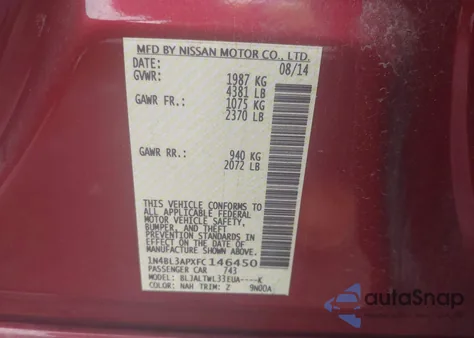 MFD BY NISSAN MOTOR CO., LTD.
DATE: 08/14
GVWR: 1987 KG
4381 LB
GAWR FR.: 1075 KG
2370 LB
GAWR RR.: 940 KG
2072 LB
THIS VEHICLE CONFORMS TO
ALL APPLICABLE FEDERAL
MOTOR VEHICLE SAFETY,
BUMPER, AND THEFT
PREVENTION STANDARDS IN
EFFECT ON THE DATE OF
MANUFACTURE SHOWN ABOVE.
1N4BL3APXFC146450
PASSENGER CAR 743
MODEL: BLJALTWL33EUA----K
COLOR: NAH TRIM: Z 9N00A
autoSnap